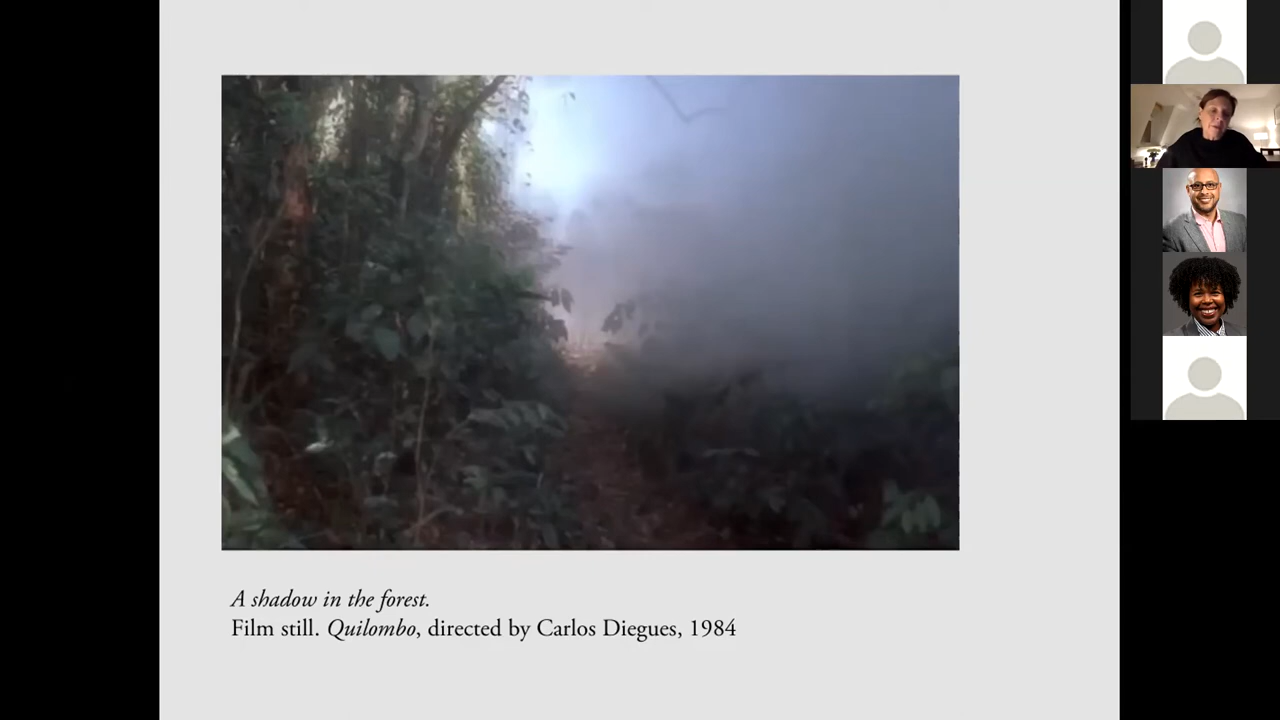 A shadow in the forest.
Film still. Quilombo, directed by Carlos Diegues, 1984